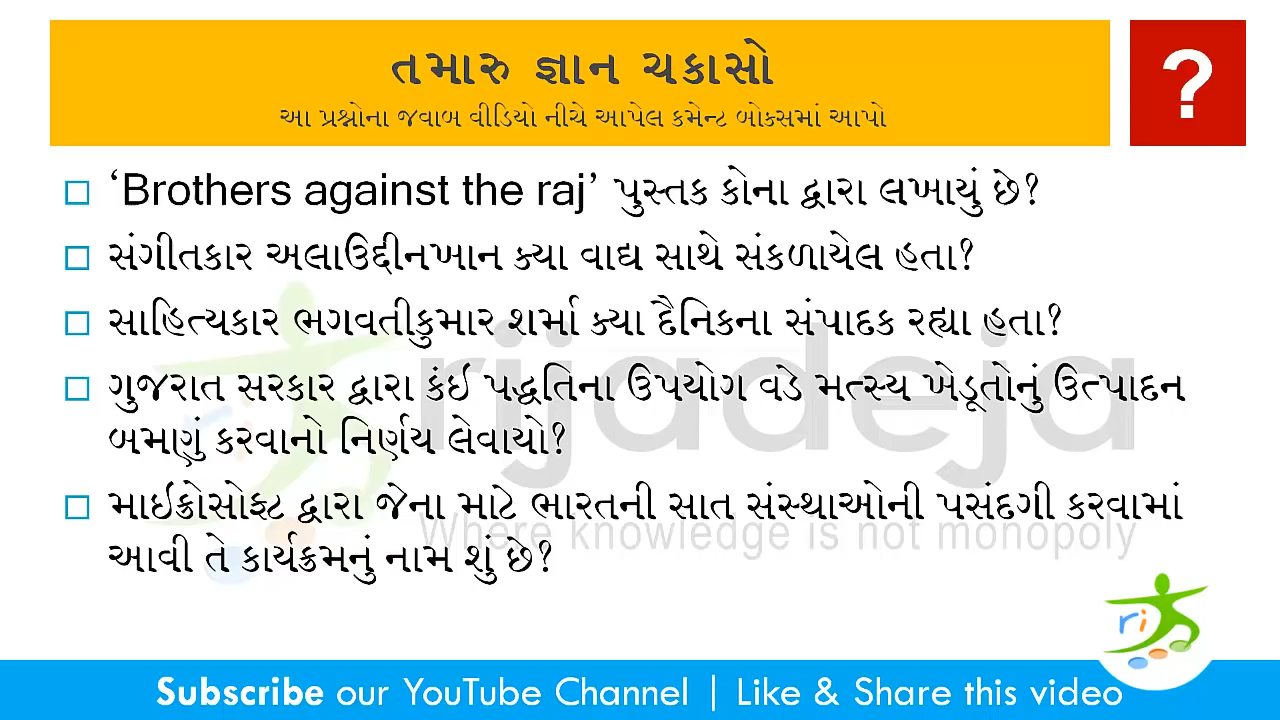 તમારુ જ્ઞાન ચકાસો
આ પ્રશ્નોના જવાબ વીડિયો નીચે આપેલ કમેન્ટ બોક્સમાં આપો
?
‘Brothers against the raj’ પુસ્તક કોના દ્વારા લખાયું છે?
સંગીતકાર અલાઉદ્દીનખાન ક્યા વાદ્ય સાથે સંકળાયેલ હતા?
સાહિત્યકાર ભગવતીકુમાર શર્મા ક્યા દૈનિકના સંપાદક રહ્યા હતા?
ગુજરાત સરકાર દ્વારા કંઈ પદ્ધતિના ઉપયોગ વડે મત્સ્ય ખેડૂતોનું ઉત્પાદન
બમણું કરવાનો નિર્ણય લેવાયો?
માઈક્રોસોફ્ટ દ્વારા જેના માટે ભારતની સાત સંસ્થાઓની પસંદગી કરવામાં
આવી તે કાર્યક્રમનું નામ શું છે?
rijadeja
Where knowledge is not monopoly
ri
Subscribe our YouTube Channel | Like & Share this video